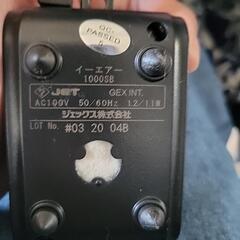 QC.
PASSED
イーエアー
1000SB
JET GEX INT.
AC100V 50/60Hz 1.2/1.1W
ジェックス株式会社
LOT No. #03 20 04B